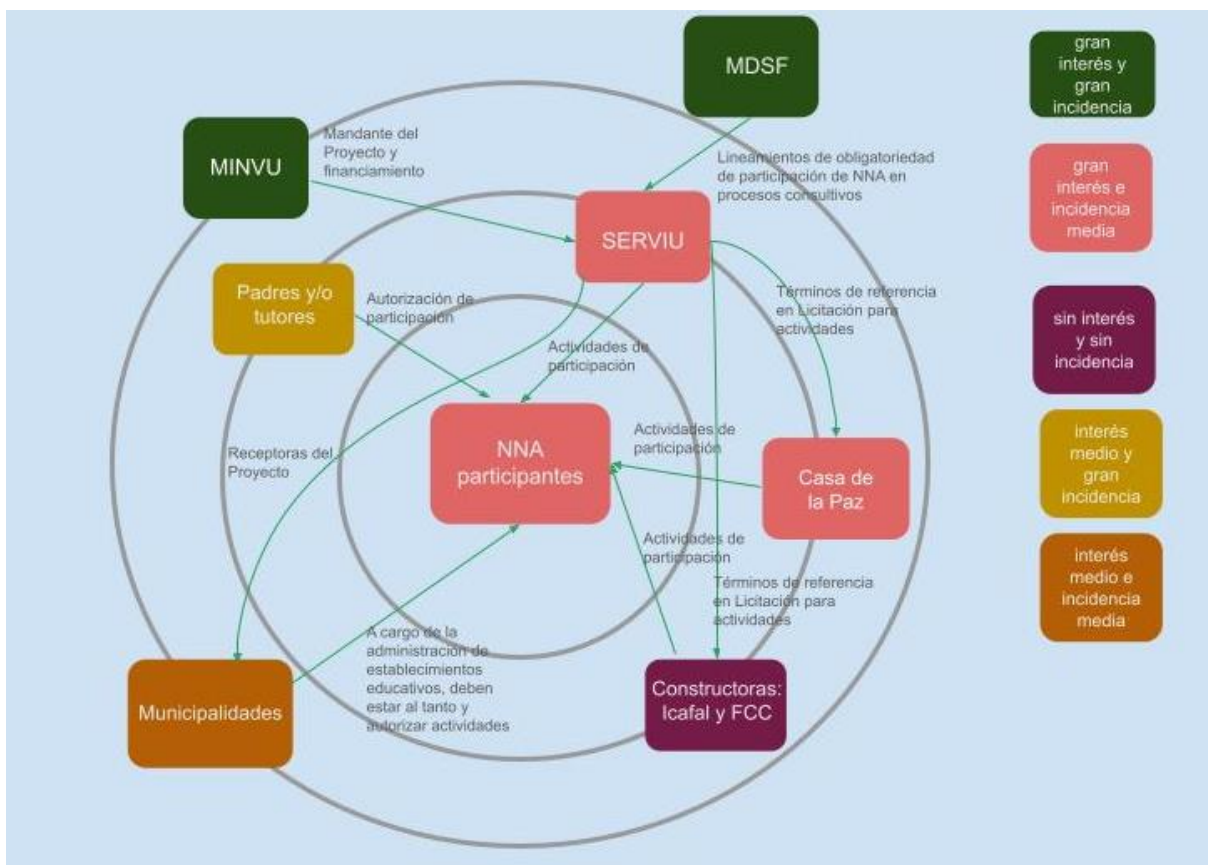 MDSF
gran
interés y
gran
incidencia
MINVU
Mandante del
Proyecto y
financiamiento
Lineamientos de obligatoriedad
de participación de NNA en
procesos consultivos
gran
interés e
incidencia
media
SERVIU
Padres y/o
tutores
Autorización de
participación
Términos de referencia
en Licitación para
actividades
sin interés
y sin
incidencia
Actividades de
participación
NNA
participantes
Actividades de
participación
Receptoras del
Proyecto
Casa de
la Paz
interés
medio y
gran
incidencia
Actividades de
participación
Términos de referencia
en Licitación para
actividades
interés
medio e
incidencia
media
A cargo de la
administración de
establecimientos
educativos, deben
estar al tanto y
autorizar actividades
Municipalidades
Constructoras:
Icafal y FCC